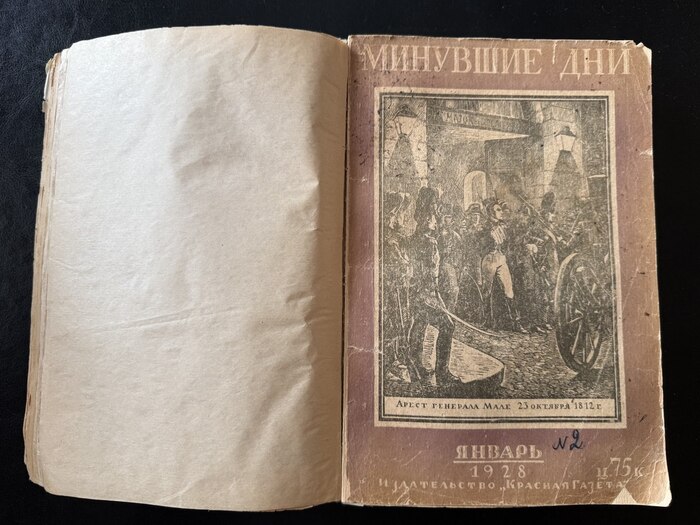 МИНУВШИЕ ДНИ
Арест генерала Мале 23 октября 1812 г.
ЯНВАРЬ №2
1928 Ц 75 к.
ИЗДАТЕЛЬСТВО „КРАСНАЯ ГАЗЕТА"